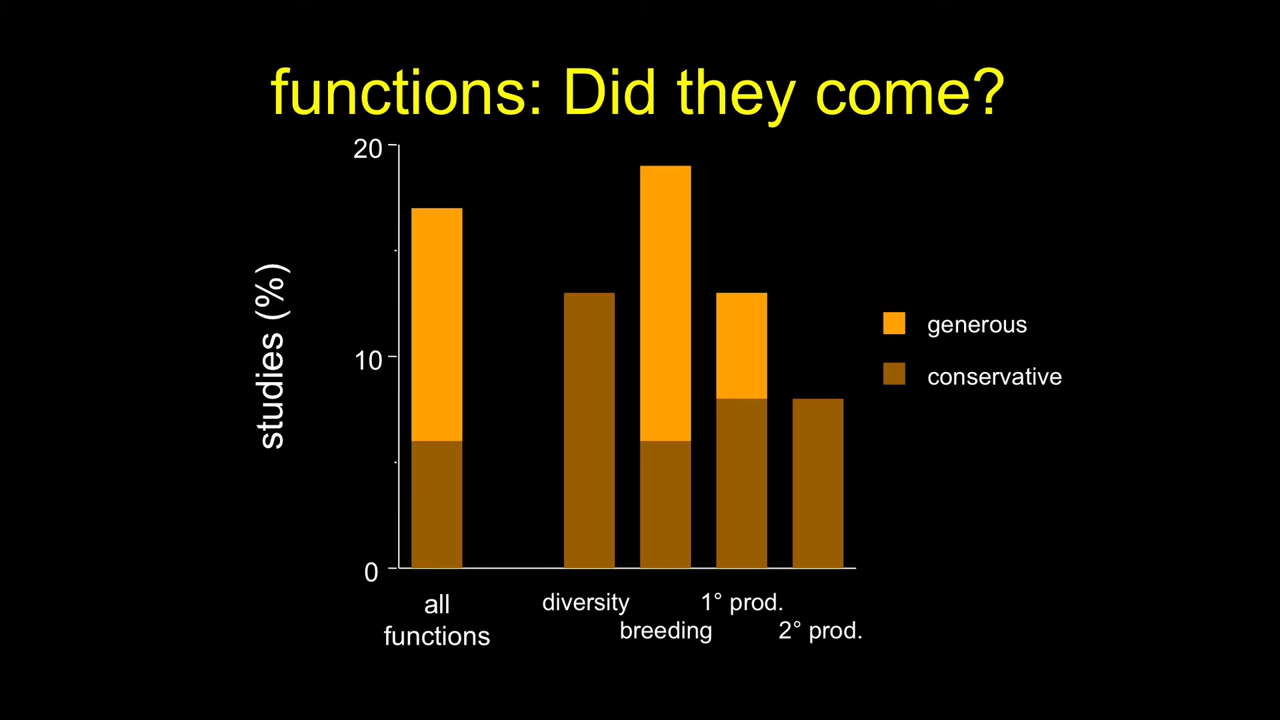 functions: Did they come?
20
10
0
studies (%)
all
functions
diversity
breeding
1° prod.
2° prod.
generous
conservative